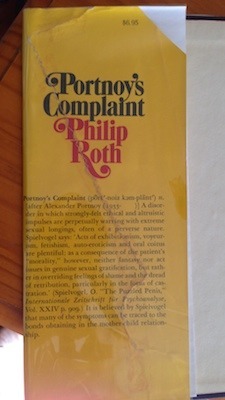 $6.95
Portnoy's
Complaint
Philip
Roth
Portnoy's Complaint (pôrt'-noiz kəm-plānt') n.
[after Alexander Portnoy (1933- )] A disor-
der in which strongly-felt ethical and altruistic
impulses are perpetually warring with extreme
sexual longings, often of a perverse nature.
Spielvogel says: 'Acts of exhibitionism, voyeur-
ism, fetishism, autoeroticism and oral coitus
are plentiful; as a consequence of the patient's
"morality," however, neither fantasy nor act
issues in genuine sexual gratification, but rath-
er in overriding feelings of shame and the dread
of retribution, particularly in the form of cas-
tration.' (Spielvogel, O. "The Puzzled Penis,"
Internationale Zeitschrift für Psychoanalyse,
Vol. XXIV p. 909.) It is believed by Spielvogel
that many of the symptoms can be traced to the
bonds obtaining in the mother-child relation-
ship.